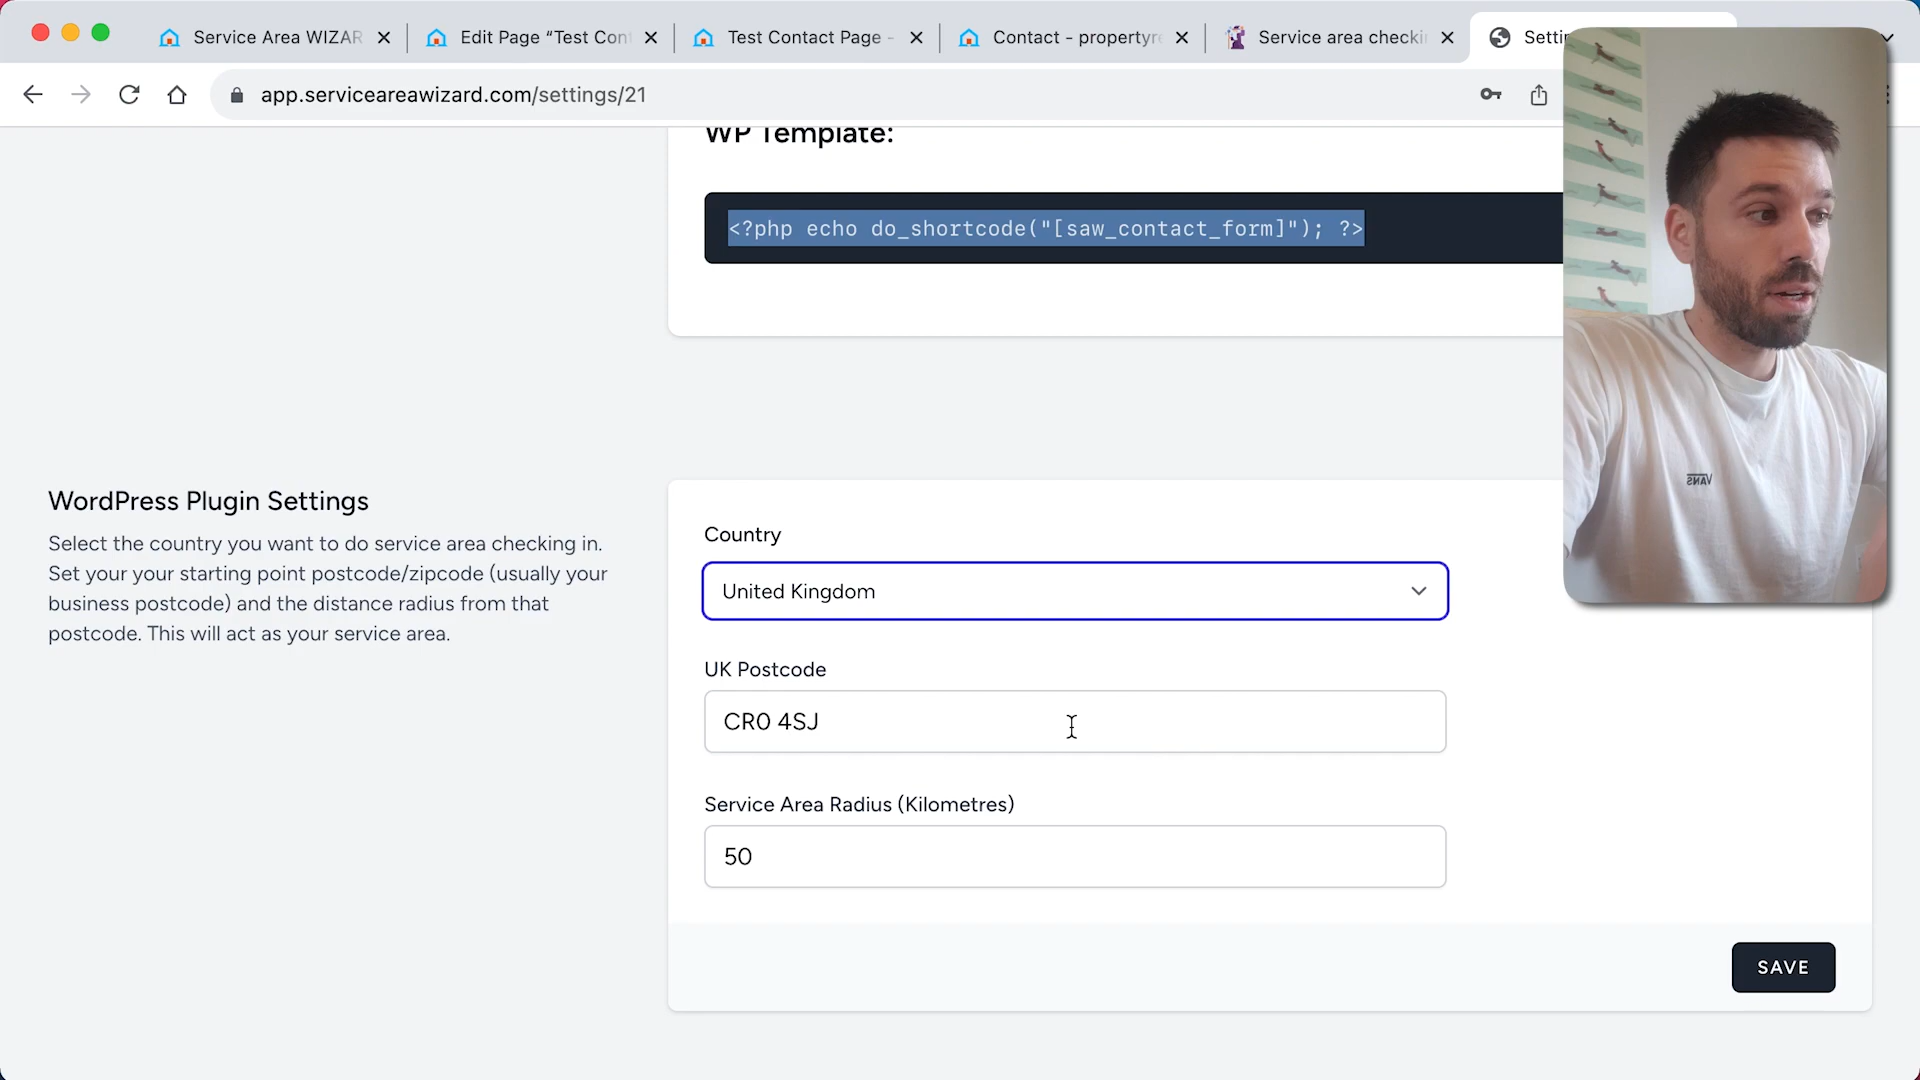 Service Area WIZAR
Edit Page “Test Cont
Test Contact Page -
Contact - propertyre
Service area checki
Settin
app.serviceareawizard.com/settings/21
WP Template:
<?php echo do_shortcode("[saw_contact_form]"); ?>
WordPress Plugin Settings
Select the country you want to do service area checking in.
Set your your starting point postcode/zipcode (usually your
business postcode) and the distance radius from that
postcode. This will act as your service area.
Country
United Kingdom
UK Postcode
CR0 4SJ
Service Area Radius (Kilometres)
50
SAVE
VANS